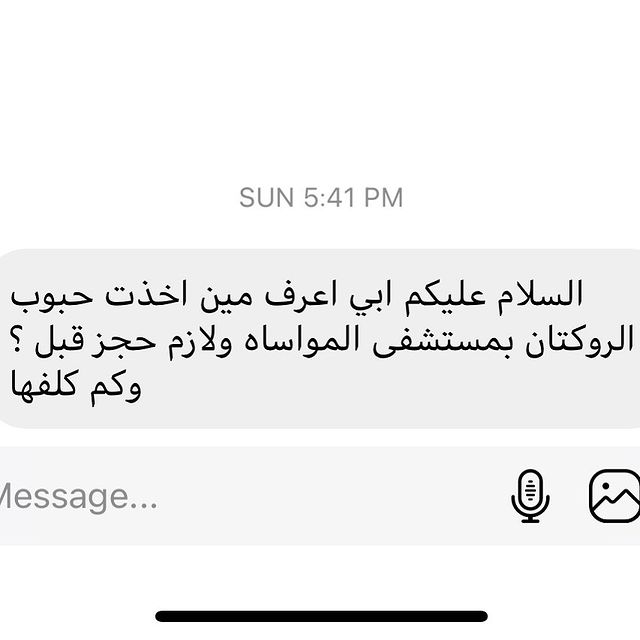 SUN 5:41 PM
السلام عليكم ابي اعرف مين اخذت حبوب
الروكتان بمستشفى المواساه ولازم حجز قبل ؟
وكم كلفها
Message...